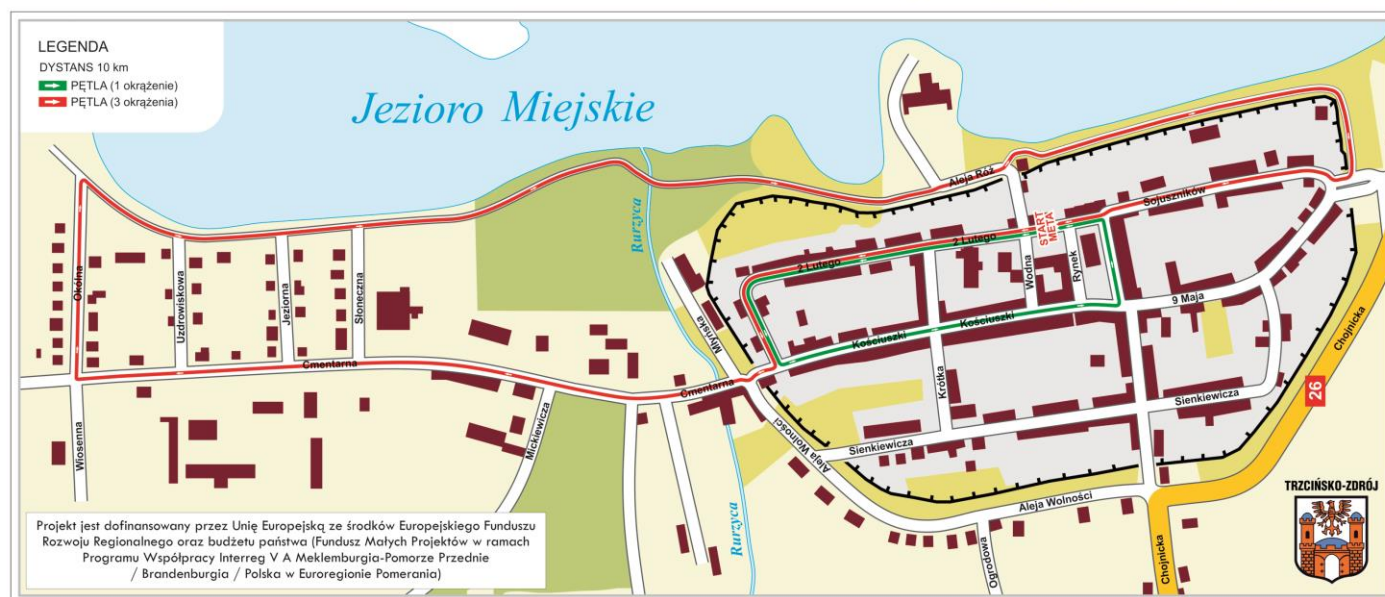 LEGENDA
DYSTANS 10 km
PĘTLA (1 okrążenie)
PĘTLA (3 okrążenia)
Jezioro Miejskie
Rurzyca
Aleja Róż
Sojuszników
START
META
2 Lutego
2 Lutego
Wodna
Rynek
9 Maja
Kościuszki
Kościuszki
Okólna
Uzdrowiskowa
Jeziorna
Słoneczna
Młyńska
Cmentarna
Cmentarna
Krótka
Chojnicka
26
Sienkiewicza
Sienkiewicza
Wiosenna
Mickiewicza
Aleja Wolności
Aleja Wolności
Rurzyca
Ogrodowa
Chojnicka
TRZCIŃSKO-ZDRÓJ
Projekt jest dofinansowany przez Unię Europejską ze środków Europejskiego Funduszu
Rozwoju Regionalnego oraz budżetu państwa (Fundusz Małych Projektów w ramach
Programu Współpracy Interreg V A Meklemburgia-Pomorze Przednie
/ Brandenburgia / Polska w Euroregionie Pomerania)